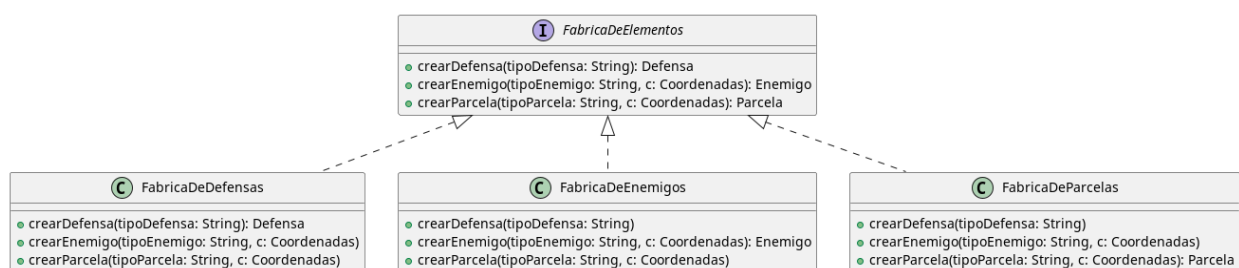 I FabricaDeElementos
crearDefensa(tipoDefensa: String): Defensa
crearEnemigo(tipoEnemigo: String, c: Coordenadas): Enemigo
crearParcela(tipoParcela: String, c: Coordenadas): Parcela
C FabricaDeDefensas
crearDefensa(tipoDefensa: String): Defensa
crearEnemigo(tipoEnemigo: String, c: Coordenadas)
crearParcela(tipoParcela: String, c: Coordenadas)
C FabricaDeEnemigos
crearDefensa(tipoDefensa: String)
crearEnemigo(tipoEnemigo: String, c: Coordenadas): Enemigo
crearParcela(tipoParcela: String, c: Coordenadas)
C FabricaDeParcelas
crearDefensa(tipoDefensa: String)
crearEnemigo(tipoEnemigo: String, c: Coordenadas)
crearParcela(tipoParcela: String, c: Coordenadas): Parcela